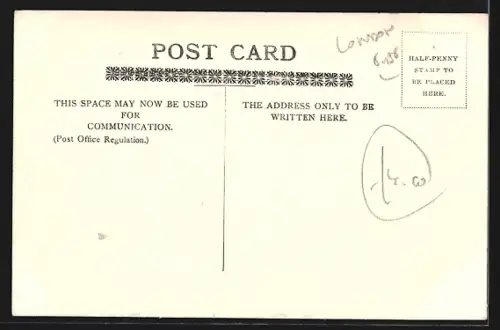 POST CARD
London
HALF-PENNY
STAMP TO
BE PLACED
HERE.
THIS SPACE MAY NOW BE USED
FOR
COMMUNICATION.
(Post Office Regulation.)
THE ADDRESS ONLY TO BE
WRITTEN HERE.